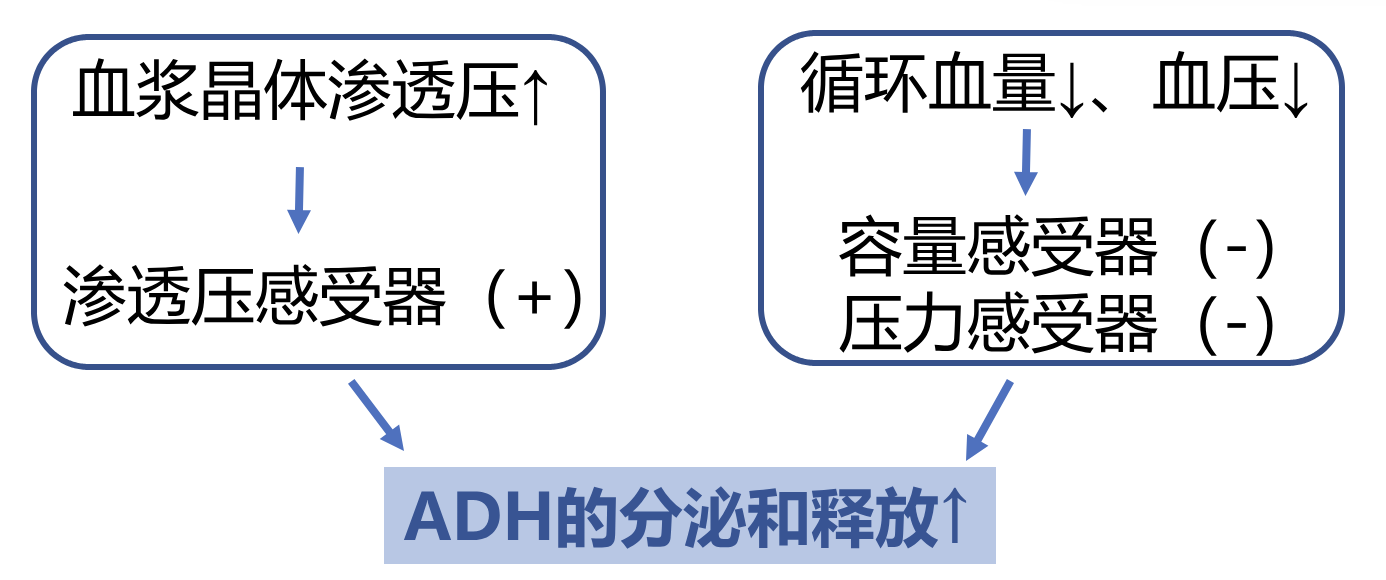 血浆晶体渗透压↑
渗透压感受器（+）
循环血量↓、血压↓
容量感受器（-）
压力感受器（-）
ADH的分泌和释放↑